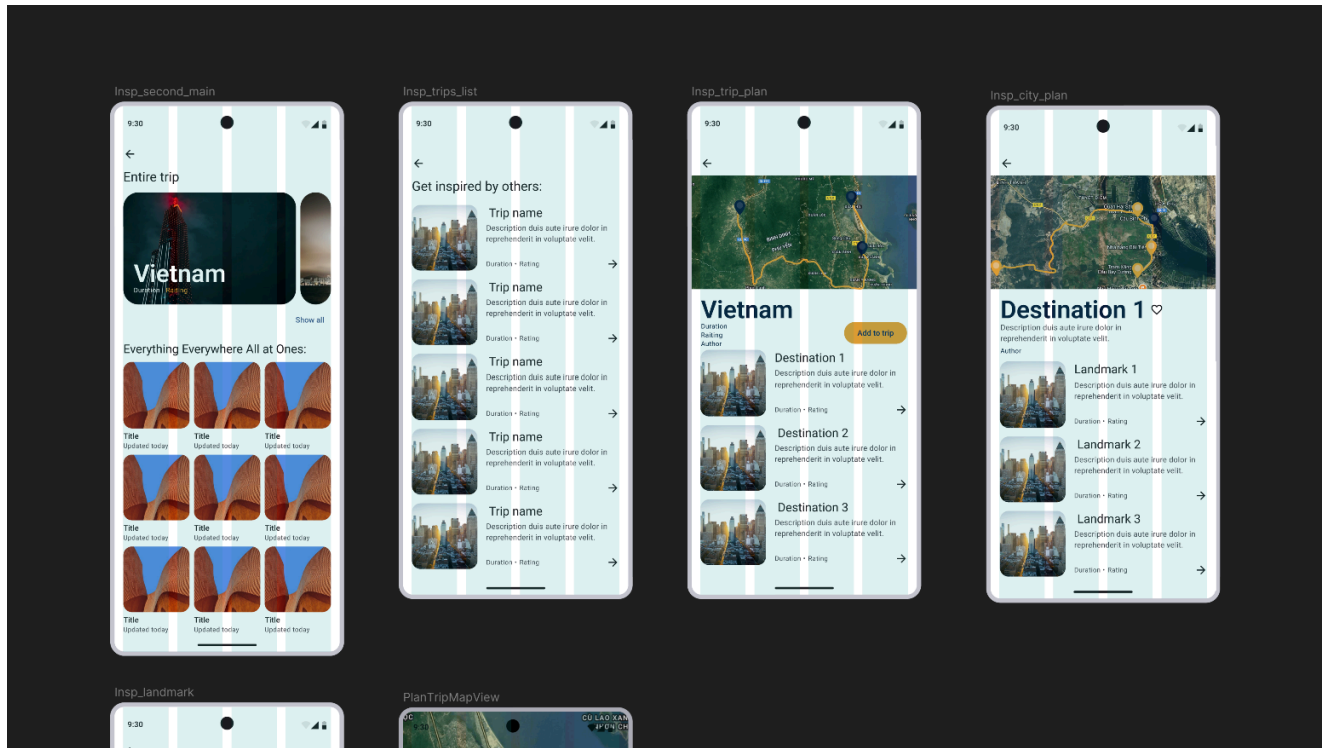 Insp_second_main
9:30
Entire trip
Vietnam
Duration | Raiting
Show all
Everything Everywhere All at Ones:
Title
Updated today
Title
Updated today
Title
Updated today
Title
Updated today
Title
Updated today
Title
Updated today
Title
Updated today
Title
Updated today
Title
Updated today
Insp_trips_list
9:30
Get inspired by others:
Trip name
Description duis aute irure dolor in
reprehenderit in voluptate velit.
Duration • Rating
Trip name
Description duis aute irure dolor in
reprehenderit in voluptate velit.
Duration • Rating
Trip name
Description duis aute irure dolor in
reprehenderit in voluptate velit.
Duration • Rating
Trip name
Description duis aute irure dolor in
reprehenderit in voluptate velit.
Duration • Rating
Trip name
Description duis aute irure dolor in
reprehenderit in voluptate velit.
Duration • Rating
Insp_trip_plan
9:30
Vietnam
Duration
Raiting
Author
Add to trip
Destination 1
Description duis aute irure dolor in
reprehenderit in voluptate velit.
Duration • Rating
Destination 2
Description duis aute irure dolor in
reprehenderit in voluptate velit.
Duration • Rating
Destination 3
Description duis aute irure dolor in
reprehenderit in voluptate velit.
Duration • Rating
Insp_city_plan
9:30
Destination 1
Description duis aute irure dolor in
reprehenderit in voluptate velit.
Author
Landmark 1
Description duis aute irure dolor in
reprehenderit in voluptate velit.
Duration • Rating
Landmark 2
Description duis aute irure dolor in
reprehenderit in voluptate velit.
Duration • Rating
Landmark 3
Description duis aute irure dolor in
reprehenderit in voluptate velit.
Duration • Rating
Insp_landmark
9:30
PlanTripMapView
9:30
CÙ LAO XANH